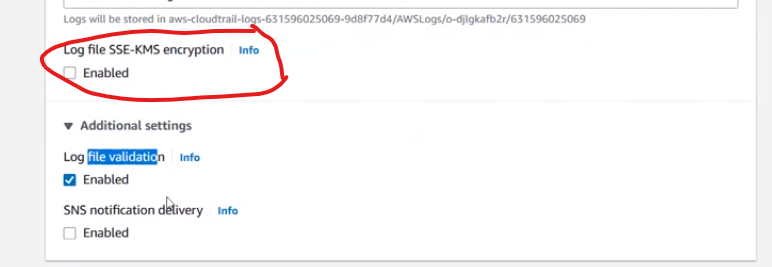 Logs will be stored in aws-cloudtrail-logs-631596025069-9d8f77d4/AWSLogs/o-djlgkafb2r/631596025069
Log file SSE-KMS encryption Info
Enabled
Additional settings
Log file validation Info
Enabled
SNS notification delivery Info
Enabled